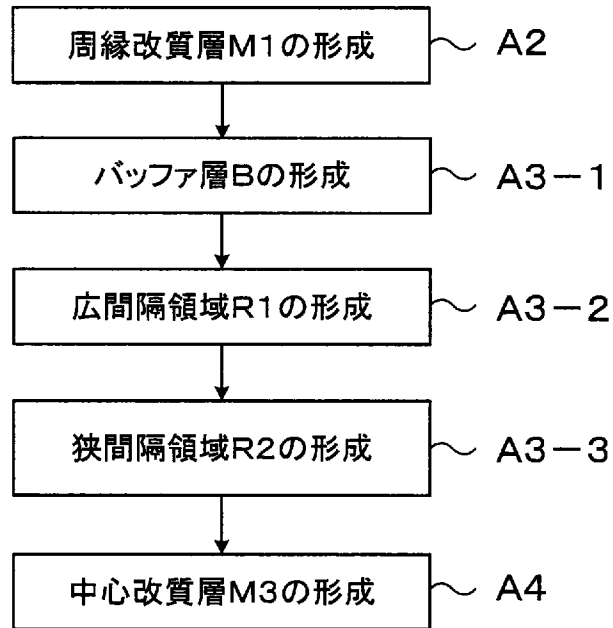 周縁改質層M1の形成 A2
バッファ層Bの形成 A3-1
広間隔領域R1の形成 A3-2
狭間隔領域R2の形成 A3-3
中心改質層M3の形成 A4